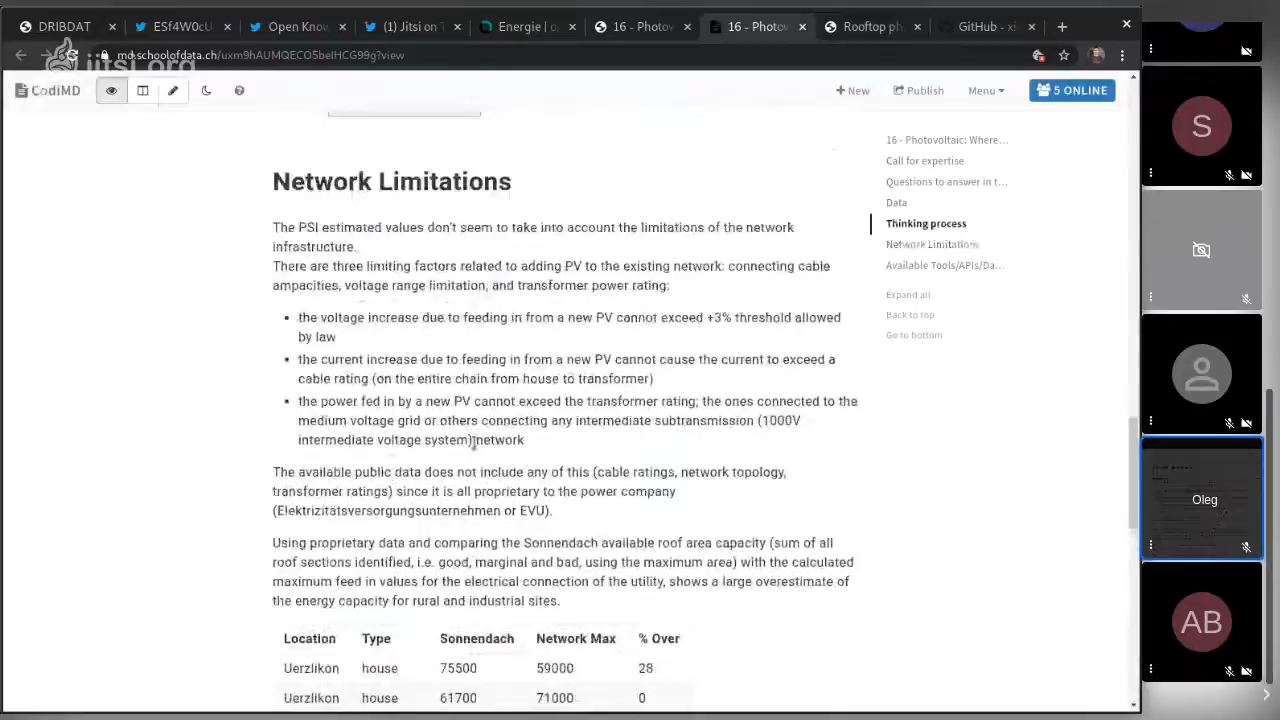 DRIBDAT
ESf4W0cU
Open Know
(1) Jitsi on T
Energie | op
16 - Photov
16 - Photov
Rooftop ph
GitHub - xi
md.schoolofdata.ch/uxm9hAUMQECO5belHCG99g?view
jitsi.org
CodiMD
New
Publish
Menu
5 ONLINE
Network Limitations
The PSI estimated values don't seem to take into account the limitations of the network
infrastructure.
There are three limiting factors related to adding PV to the existing network: connecting cable
ampacities, voltage range limitation, and transformer power rating;
• the voltage increase due to feeding in from a new PV cannot exceed +3% threshold allowed
by law
• the current increase due to feeding in from a new PV cannot cause the current to exceed a
cable rating (on the entire chain from house to transformer)
• the power fed in by a new PV cannot exceed the transformer rating; the ones connected to the
medium voltage grid or others connecting any intermediate subtransmission (1000V
intermediate voltage system) network
The available public data does not include any of this (cable ratings, network topology,
transformer ratings) since it is all proprietary to the power company
(Elektrizitätsversorgungsunternehmen or EVU).
Using proprietary data and comparing the Sonnendach available roof area capacity (sum of all
roof sections identified, i.e. good, marginal and bad, using the maximum area) with the calculated
maximum feed in values for the electrical connection of the utility, shows a large overestimate of
the energy capacity for rural and industrial sites.
Location Type Sonnendach Network Max % Over
Uerzlikon house 75500 59000 28
Uerzlikon house 61700 71000 0
16 - Photovoltaic: Where...
Call for expertise
Questions to answer in t...
Data
Thinking process
Network Limitations
Available Tools/APIs/Da...
Expand all
Back to top
Go to bottom
S
Oleg
AB